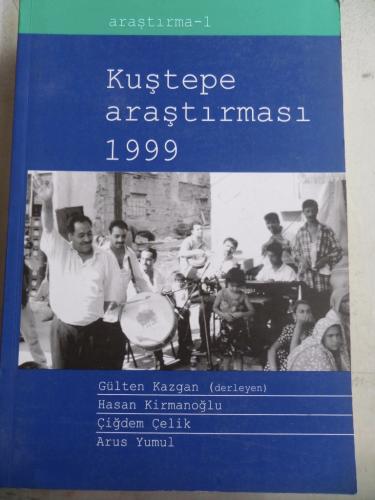 araştırma-1
Kuştepe
araştırması
1999
Gülten Kazgan (derleyen)
Hasan Kirmanoğlu
Çiğdem Çelik
Arus Yumul